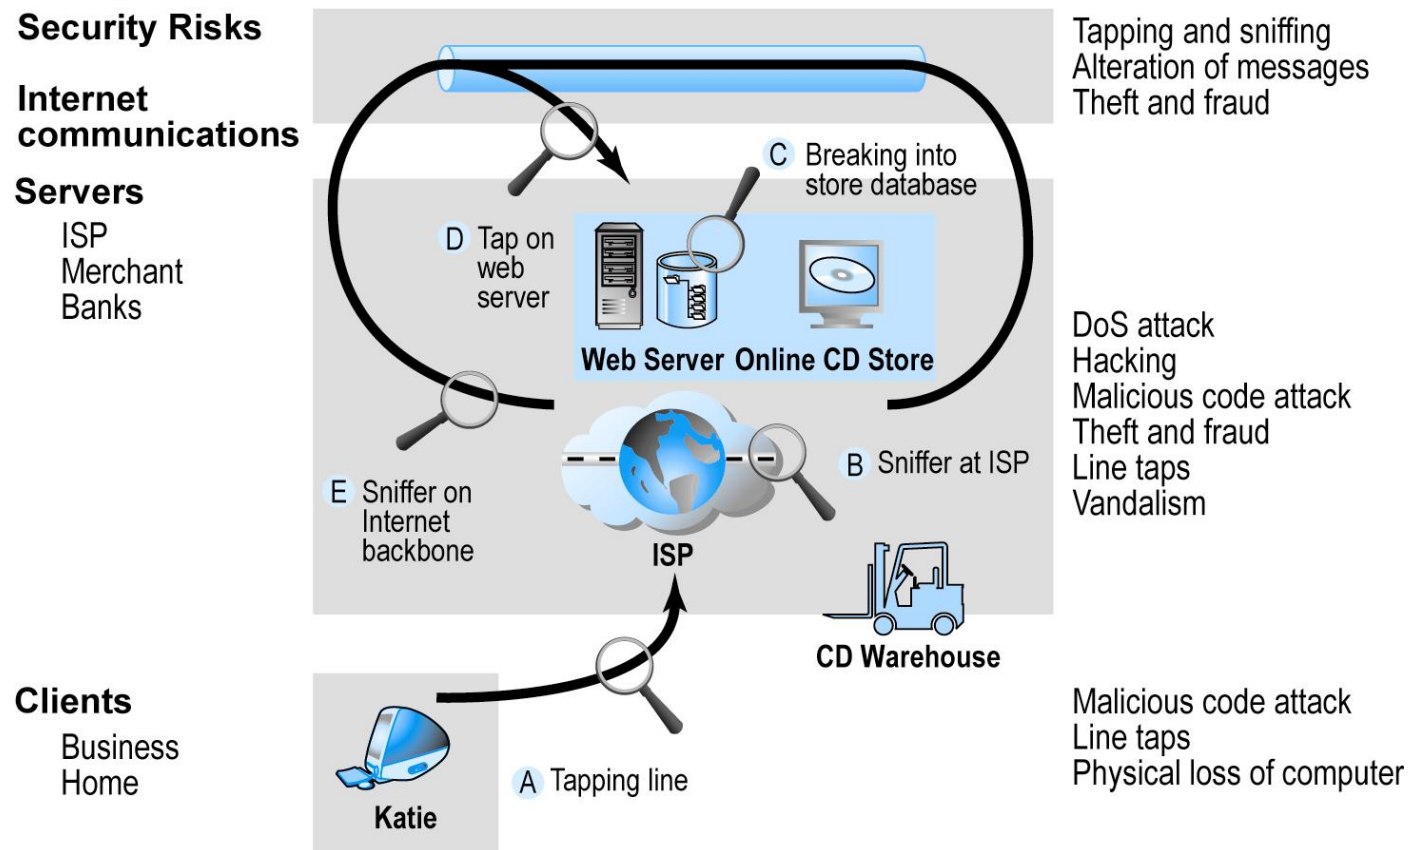 Security Risks
Internet
communications
Servers
ISP
Merchant
Banks
Clients
Business
Home
C Breaking into
store database
D Tap on
web
server
Web Server Online CD Store
B Sniffer at ISP
E Sniffer on
Internet
backbone
ISP
CD Warehouse
A Tapping line
Katie
Tapping and sniffing
Alteration of messages
Theft and fraud
DoS attack
Hacking
Malicious code attack
Theft and fraud
Line taps
Vandalism
Malicious code attack
Line taps
Physical loss of computer